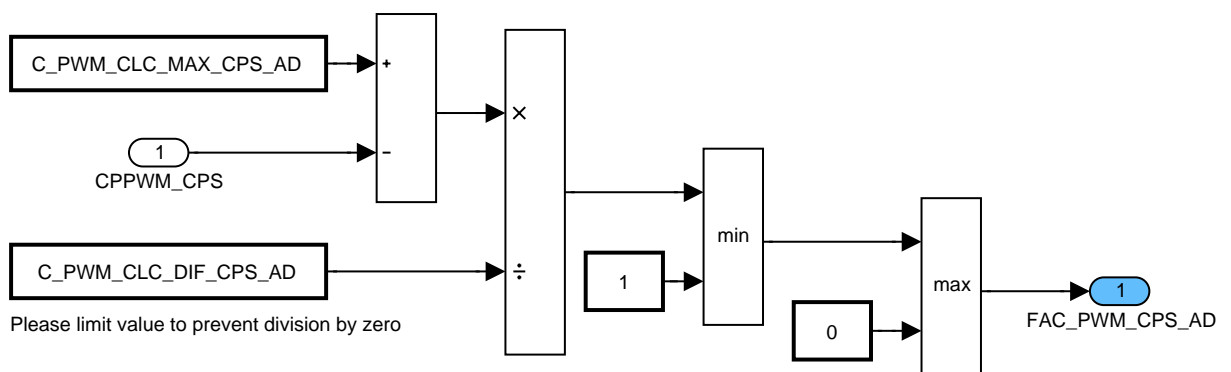 C_PWM_CLC_MAX_CPS_AD
+
×
1
−
CPPWM_CPS
min
C_PWM_CLC_DIF_CPS_AD
÷
1
max
1
Please limit value to prevent division by zero
0
FAC_PWM_CPS_AD